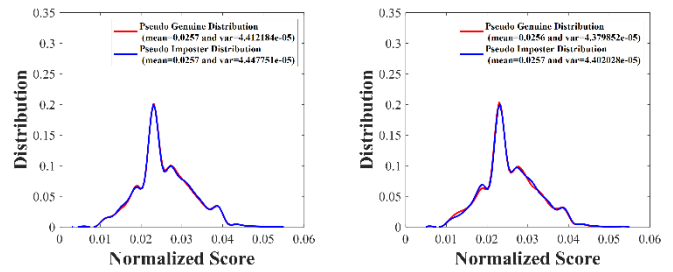 Pseudo Genuine Distribution
(mean=0.0257 and var=4.412184e-05)
Pseudo Imposter Distribution
(mean=0.0257 and var=4.447751e-05)
0.35
0.3
0.25
0.2
0.15
0.1
0.05
0
Distribution
0 0.01 0.02 0.03 0.04 0.05 0.06
Normalized Score
Pseudo Genuine Distribution
(mean=0.0256 and var=4.379852e-05)
Pseudo Imposter Distribution
(mean=0.0257 and var=4.402028e-05)
0.35
0.3
0.25
0.2
0.15
0.1
0.05
0
Distribution
0 0.01 0.02 0.03 0.04 0.05 0.06
Normalized Score